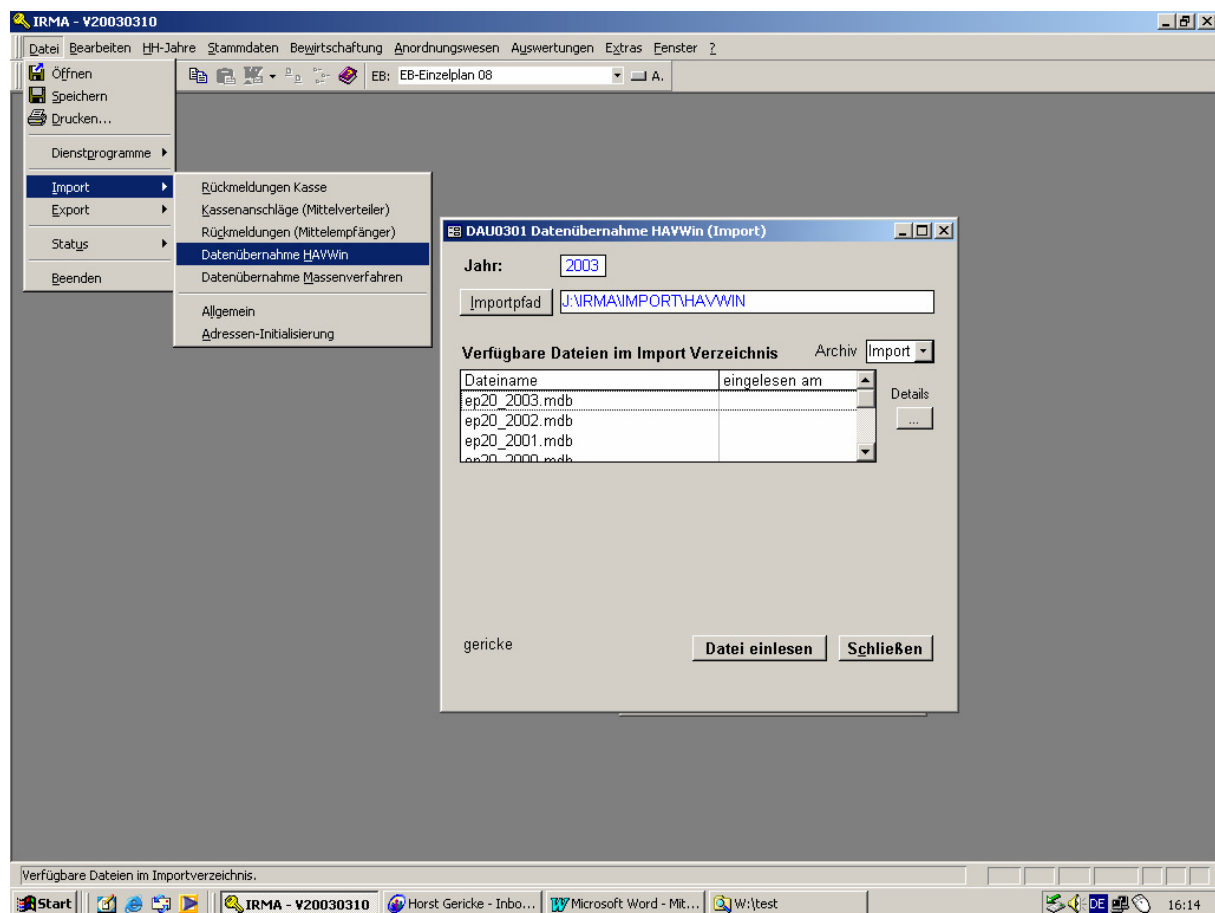 IRMA - V20030310
Datei Bearbeiten HH-Jahre Stammdaten Bewirtschaftung Anordnungswesen Auswertungen Extras Fenster ?
EB: EB-Einzelplan 08 A.
Öffnen
Speichern
Drucken...
Dienstprogramme
Import
Export
Status
Beenden
Rückmeldungen Kasse
Kassenanschläge (Mittelverteiler)
Rückmeldungen (Mittelempfänger)
Datenübernahme HAVWin
Datenübernahme Massenverfahren
Allgemein
Adressen-Initialisierung
DAU0301 Datenübernahme HAVWin (Import)
Jahr: 2003
Importpfad J:\IRMA\IMPORT\HAVWIN
Verfügbare Dateien im Import Verzeichnis Archiv Import
Dateiname eingelesen am
ep20_2003.mdb
ep20_2002.mdb
ep20_2001.mdb
ep20_2000.mdb
Details
...
gericke
Datei einlesen Schließen
Verfügbare Dateien im Importverzeichnis.
Start IRMA - V20030310 Horst Gericke - Inbo... Microsoft Word - Mit... W:\test DE 16:14